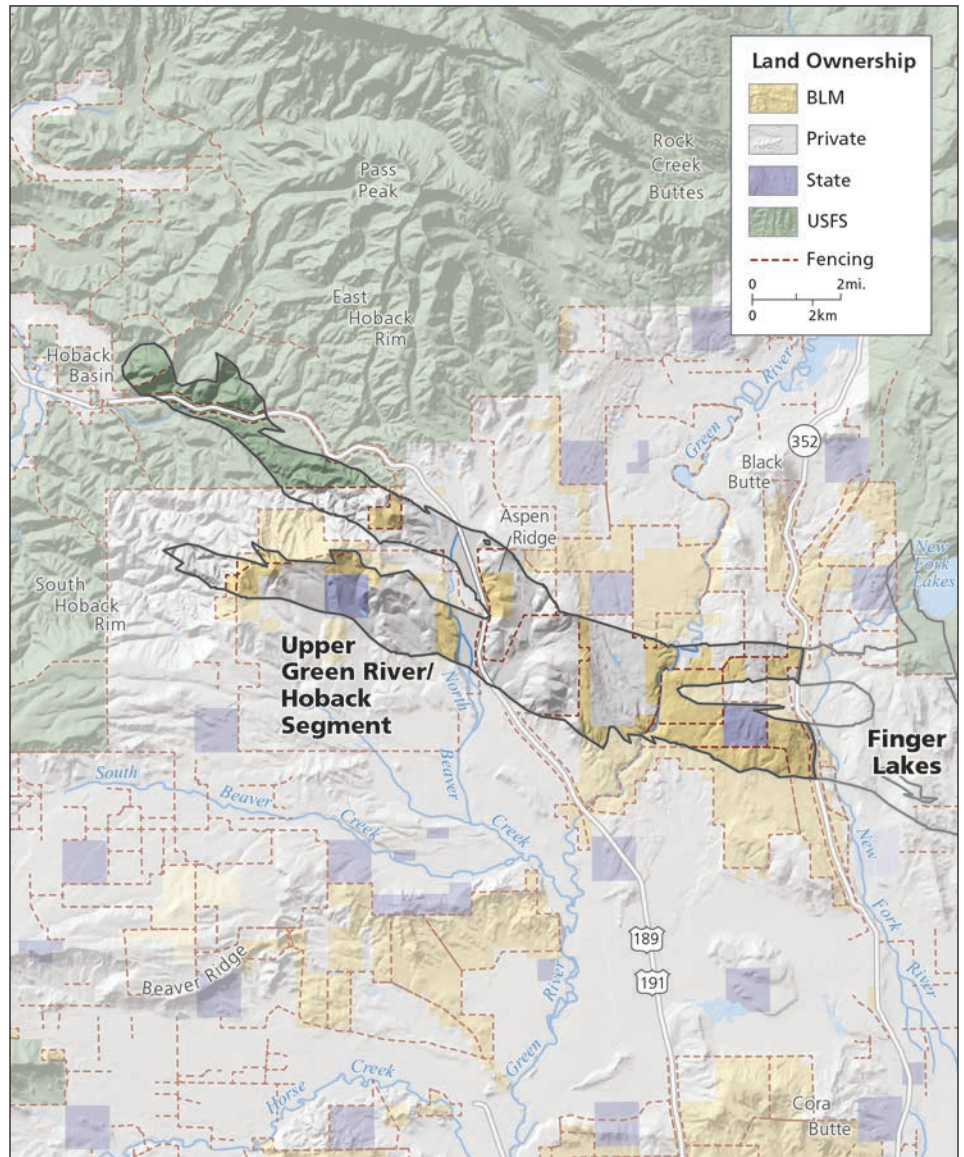 Land Ownership
BLM
Private
State
USFS
Fencing
0 2mi.
0 2km
Rock
Creek
Buttes
Pass
Peak
East
Hoback
Rim
Hoback
Basin
Green
River
352
Black
Butte
Aspen
Ridge
New
Fork
Lakes
South
Hoback
Rim
Upper
Green River/
Hoback
Segment
North
Beaver
Creek
Finger
Lakes
South
Beaver
Creek
New
Fork
River
189
191
Beaver Ridge
Green
River
Horse
Creek
Cora
Butte